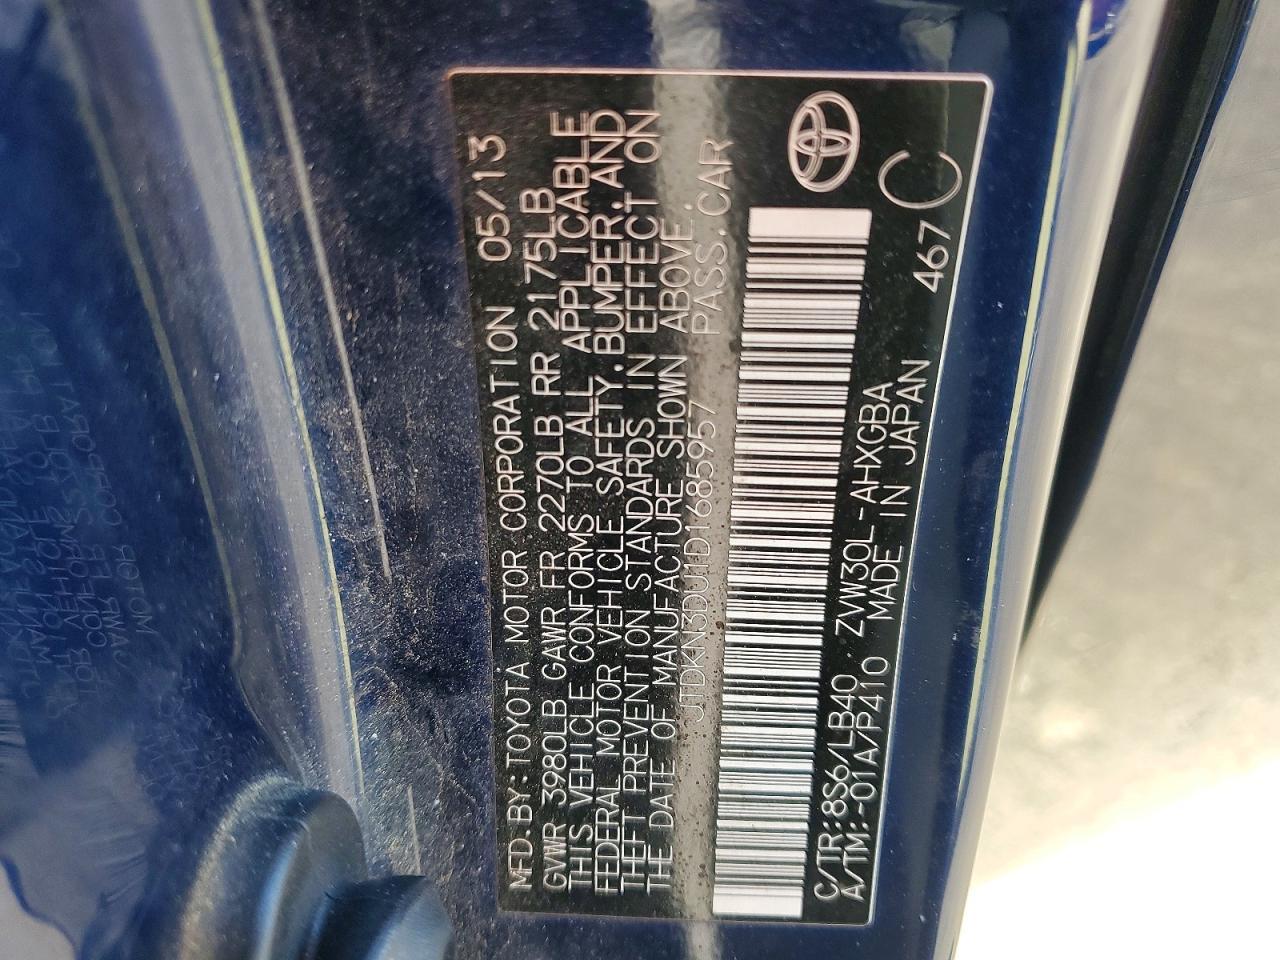 MFD.BY:TOYOTA MOTOR CORPORATION 05/13
GVWR 3980LB GAWR FR 2270LB RR 2175LB
THIS VEHICLE CONFORMS TO ALL APPLICABLE
FEDERAL MOTOR VEHICLE SAFETY,BUMPER,AND
THEFT PREVENTION STANDARDS IN EFFECT ON
THE DATE OF MANUFACTURE SHOWN ABOVE.
JTDKN3DU1D1685957 PASS.CAR
C/TR:8S6/LB40 ZVW30L-AHXGBA
A/TM:-01A/P410 MADE IN JAPAN
467
C